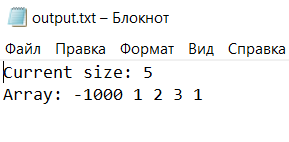 output.txt – Блокнот
Файл Правка Формат Вид Справка
Current size: 5
Array: -1000 1 2 3 1